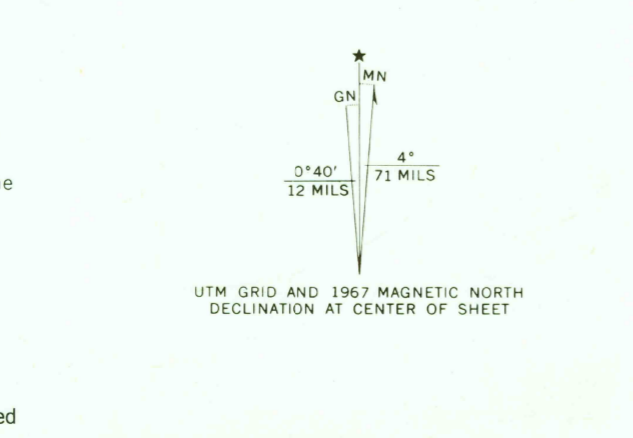 MN
GN
4°
0°40'
71 MILS
12 MILS
e
UTM GRID AND 1967 MAGNETIC NORTH
DECLINATION AT CENTER OF SHEET
ed